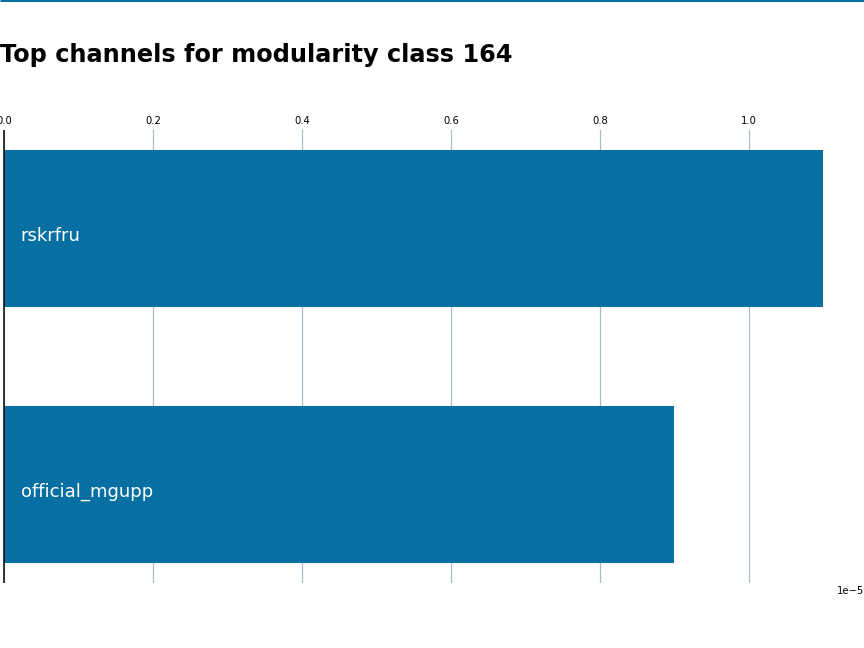 Top channels for modularity class 164
0.0 0.2 0.4 0.6 0.8 1.0
rskrfru
official_mgupp
1e−5